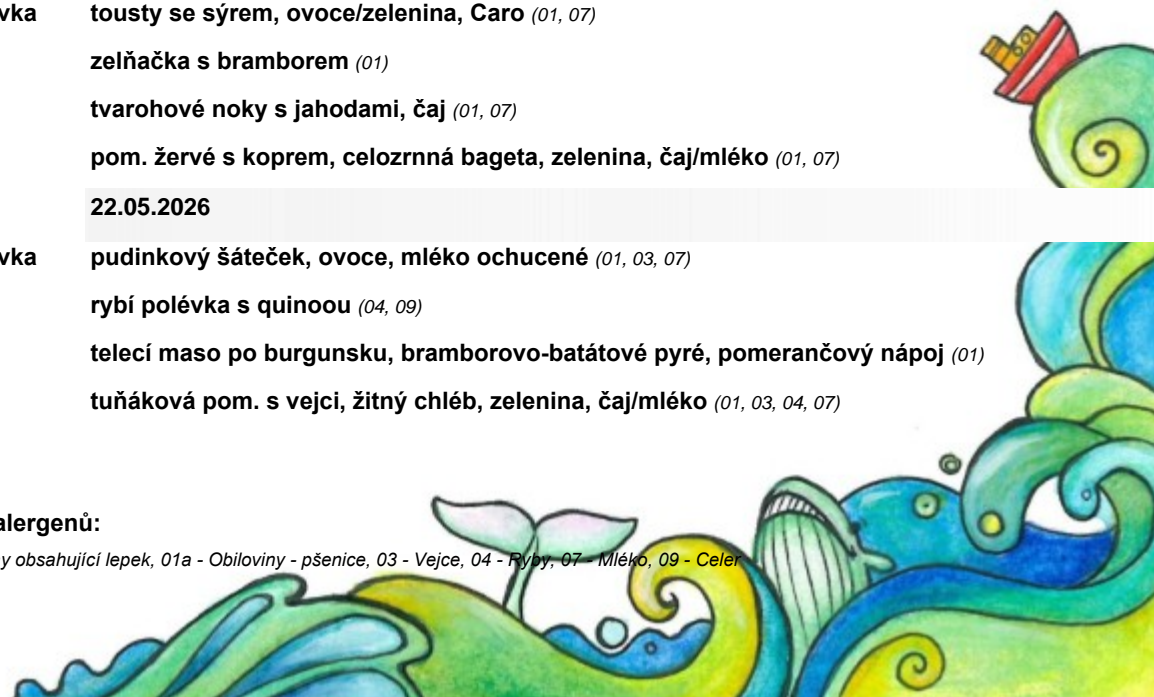 vka tousty se sýrem, ovoce/zelenina, Caro (01, 07)
zelňačka s bramborem (01)
tvarohové noky s jahodami, čaj (01, 07)
pom. žervé s koprem, celozrnná bageta, zelenina, čaj/mléko (01, 07)
22.05.2026
vka pudinkový šáteček, ovoce, mléko ochucené (01, 03, 07)
rybí polévka s quinoou (04, 09)
telecí maso po burgunsku, bramborovo-batátové pyré, pomerančový nápoj (01)
tuňáková pom. s vejci, žitný chléb, zelenina, čaj/mléko (01, 03, 04, 07)
alergenů:
y obsahující lepek, 01a - Obiloviny - pšenice, 03 - Vejce, 04 - Ryby, 07 - Mléko, 09 - Celer